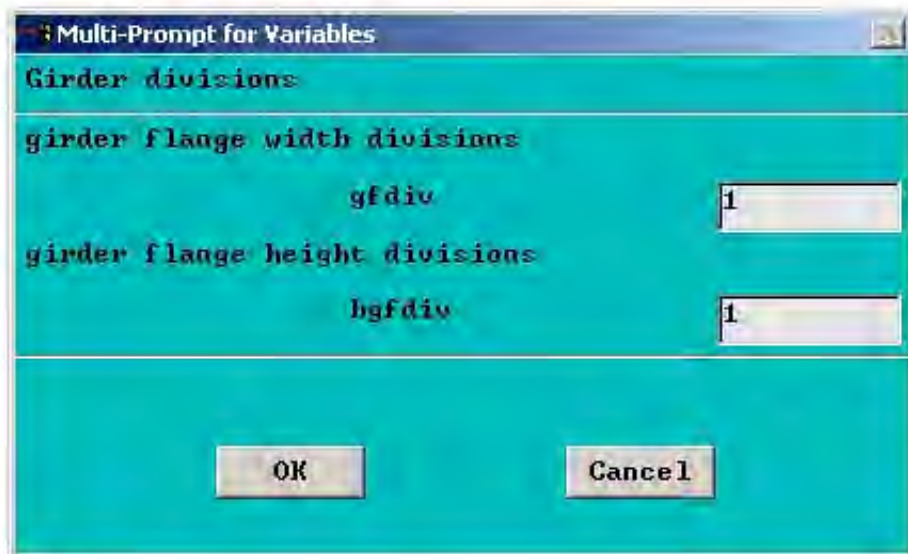 Multi-Prompt for Variables
Girder divisions
girder flange width divisions
gfdiv
1
girder flange height divisions
hgfdiv
1
OK
Cancel